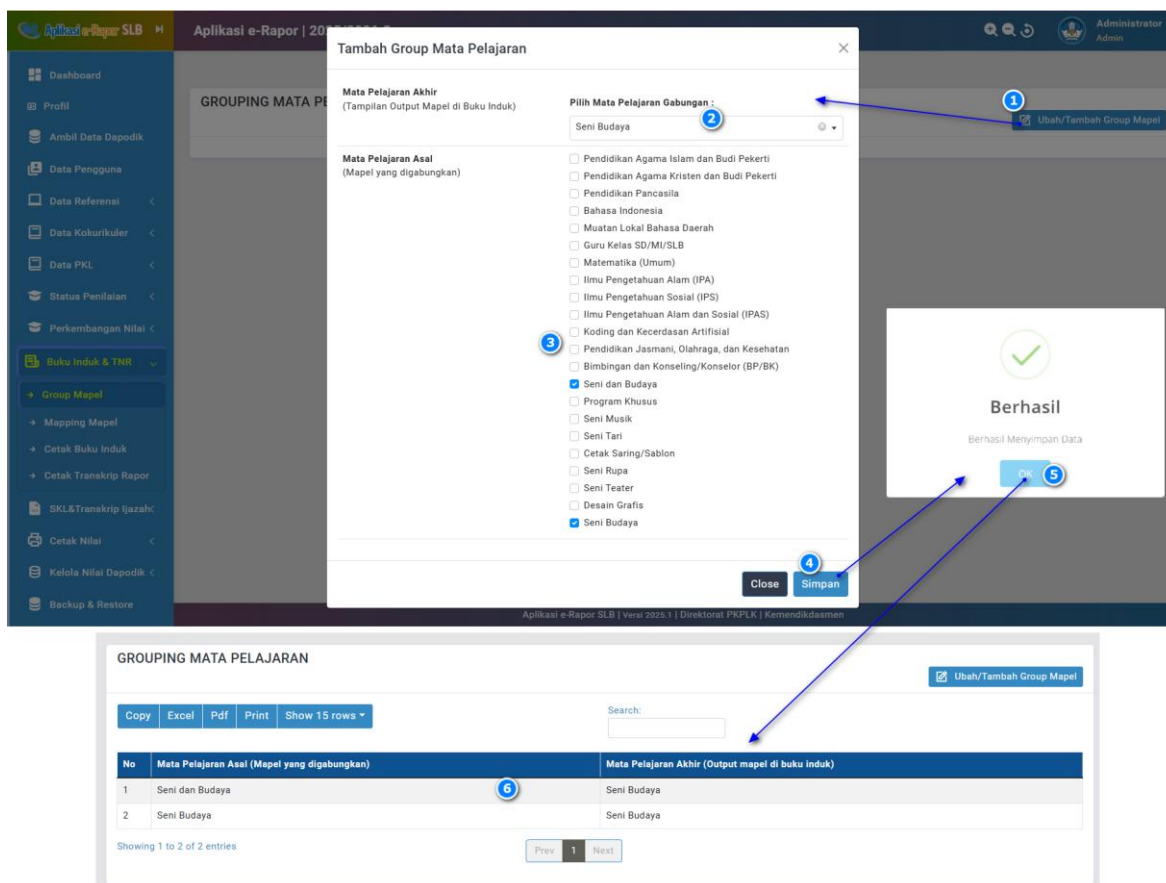 Aplikasi e-Rapor SLB
Aplikasi e-Rapor | 20
Administrator
Admin
Dashboard
Profil
Ambil Data Dapodik
Data Pengguna
Data Referensi
Data Kokurikuler
Data PKL
Status Penilaian
Perkembangan Nilai
Buku Induk & TNR
Group Mapel
Mapping Mapel
Cetak Buku Induk
Cetak Transkrip Rapor
SKL&Transkrip Ijazah
Cetak Nilai
Kelola Nilai Dapodik
Backup & Restore
GROUPING MATA PE
1
Ubah/Tambah Group Mapel
Tambah Group Mata Pelajaran
Mata Pelajaran Akhir
(Tampilan Output Mapel di Buku Induk)
Pilih Mata Pelajaran Gabungan :
2
Seni Budaya
Mata Pelajaran Asal
(Mapel yang digabungkan)
Pendidikan Agama Islam dan Budi Pekerti
Pendidikan Agama Kristen dan Budi Pekerti
Pendidikan Pancasila
Bahasa Indonesia
Muatan Lokal Bahasa Daerah
Guru Kelas SD/MI/SLB
Matematika (Umum)
Ilmu Pengetahuan Alam (IPA)
Ilmu Pengetahuan Sosial (IPS)
Ilmu Pengetahuan Alam dan Sosial (IPAS)
Koding dan Kecerdasan Artifisial
3
Pendidikan Jasmani, Olahraga, dan Kesehatan
Bimbingan dan Konseling/Konselor (BP/BK)
Seni dan Budaya
Program Khusus
Seni Musik
Seni Tari
Cetak Saring/Sablon
Seni Rupa
Seni Teater
Desain Grafis
Seni Budaya
4
Close
Simpan
Berhasil
Berhasil Menyimpan Data
OK
5
Aplikasi e-Rapor SLB | Versi 2025.1 | Direktorat PKPLK | Kemendikdasmen
GROUPING MATA PELAJARAN
Ubah/Tambah Group Mapel
Copy Excel Pdf Print Show 15 rows
Search:
No Mata Pelajaran Asal (Mapel yang digabungkan) Mata Pelajaran Akhir (Output mapel di buku induk)
1 Seni dan Budaya 6 Seni Budaya
2 Seni Budaya Seni Budaya
Showing 1 to 2 of 2 entries
Prev 1 Next